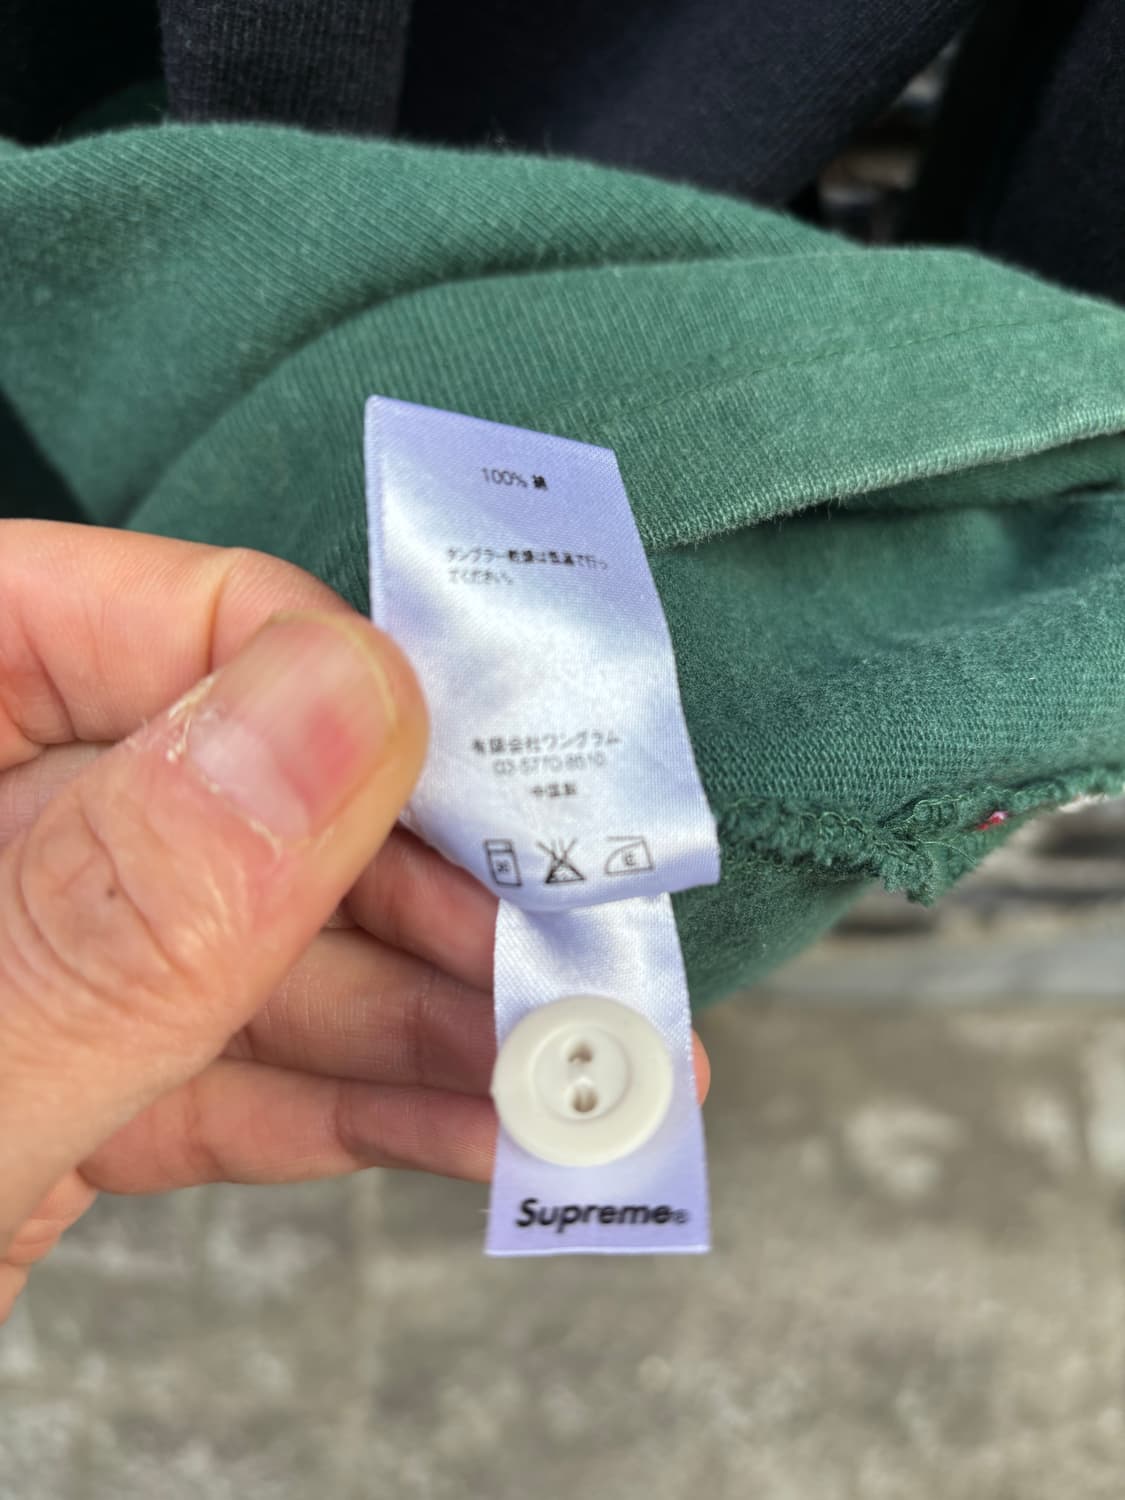 100% 綿
タンブラー乾燥は低温で行っ
てください。
有限会社ワングラム
03-5770-8610
中国製
Supreme®